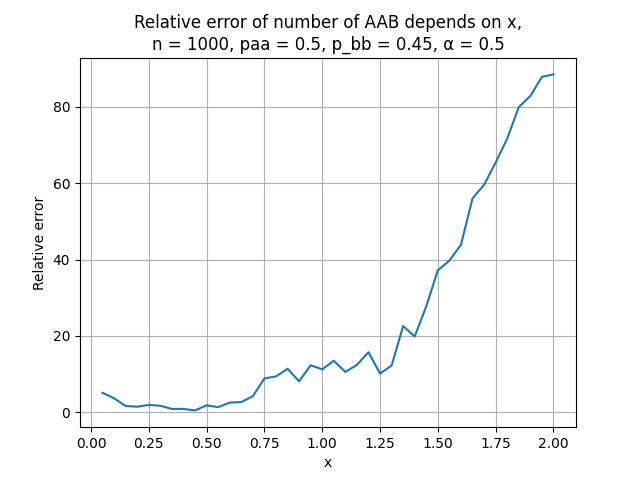 Relative error of number of AAB depends on x,
n = 1000, paa = 0.5, p_bb = 0.45, α = 0.5
80
60
40
20
0
Relative error
0.00 0.25 0.50 0.75 1.00 1.25 1.50 1.75 2.00
x